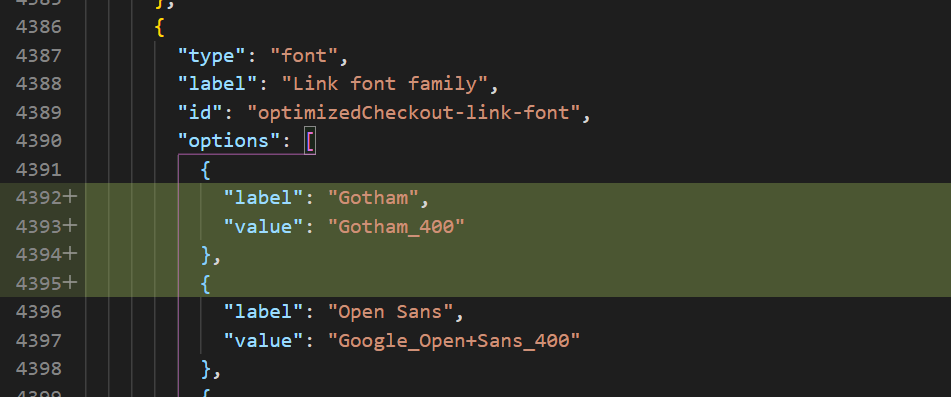 4385 },
4386 {
4387 "type": "font",
4388 "label": "Link font family",
4389 "id": "optimizedCheckout-link-font",
4390 "options": [
4391 {
4392+ "label": "Gotham",
4393+ "value": "Gotham_400"
4394+ },
4395+ {
4396 "label": "Open Sans",
4397 "value": "Google_Open+Sans_400"
4398 },
4399 {